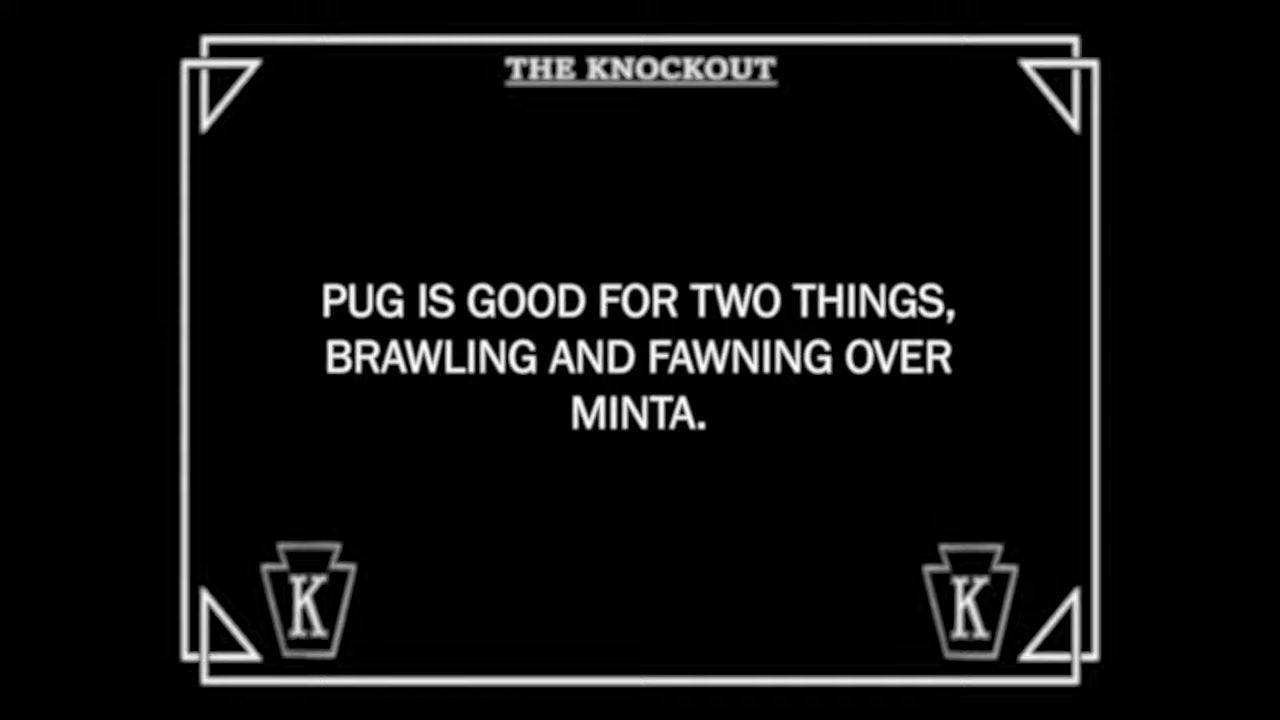 THE KNOCKOUT
PUG IS GOOD FOR TWO THINGS,
BRAWLING AND FAWNING OVER
MINTA.
K K